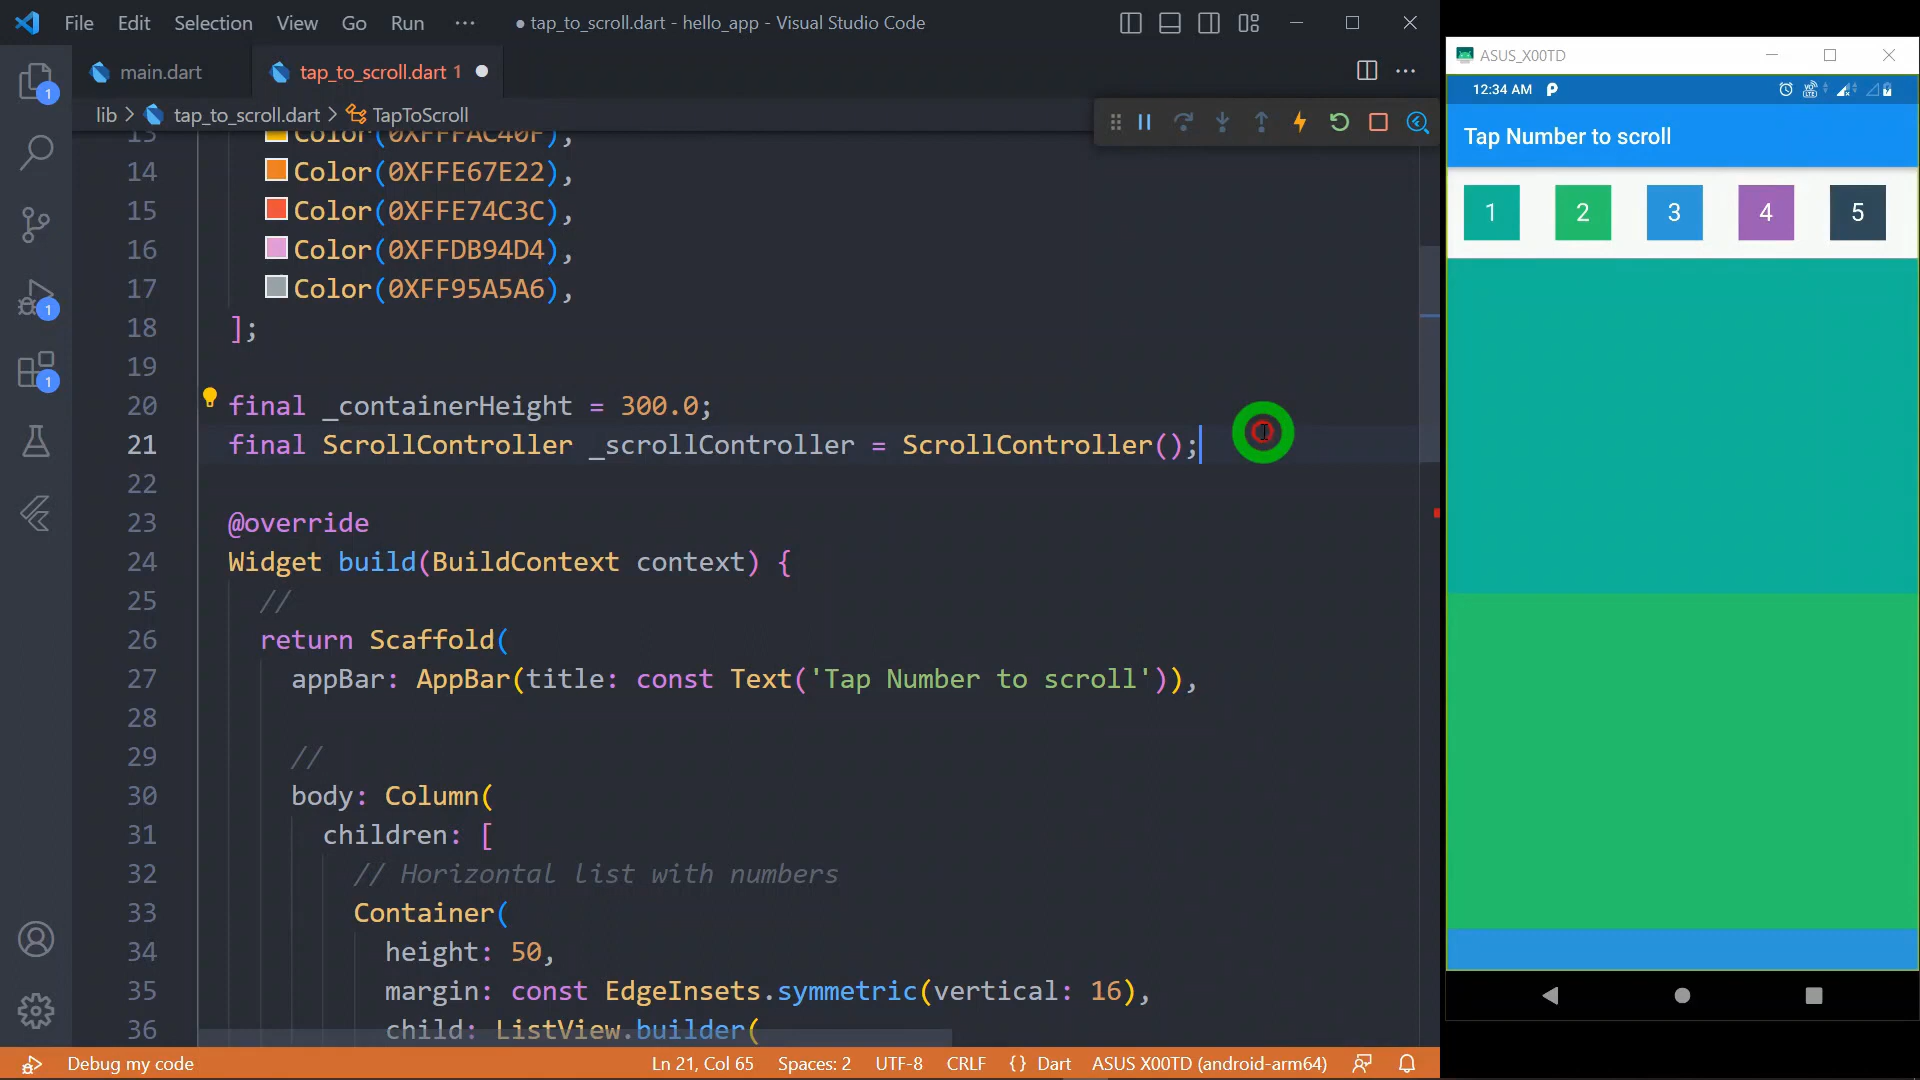 File Edit Selection View Go Run ··· ● tap_to_scroll.dart - hello_app - Visual Studio Code
main.dart tap_to_scroll.dart 1 ●
lib > tap_to_scroll.dart > TapToScroll
13 Color(0XFFFAC40F),
14 Color(0XFFE67E22),
15 Color(0XFFE74C3C),
16 Color(0XFFDB94D4),
17 Color(0XFF95A5A6),
18 ];
19
20 final _containerHeight = 300.0;
21 final ScrollController _scrollController = ScrollController();
22
23 @override
24 Widget build(BuildContext context) {
25 //
26 return Scaffold(
27 appBar: AppBar(title: const Text('Tap Number to scroll')),
28
29 //
30 body: Column(
31 children: [
32 // Horizontal list with numbers
33 Container(
34 height: 50,
35 margin: const EdgeInsets.symmetric(vertical: 16),
36 child: ListView.builder(
1
1
1
Debug my code Ln 21, Col 65 Spaces: 2 UTF-8 CRLF {} Dart ASUS X00TD (android-arm64)
ASUS_X00TD
12:34 AM
Tap Number to scroll
1 2 3 4 5